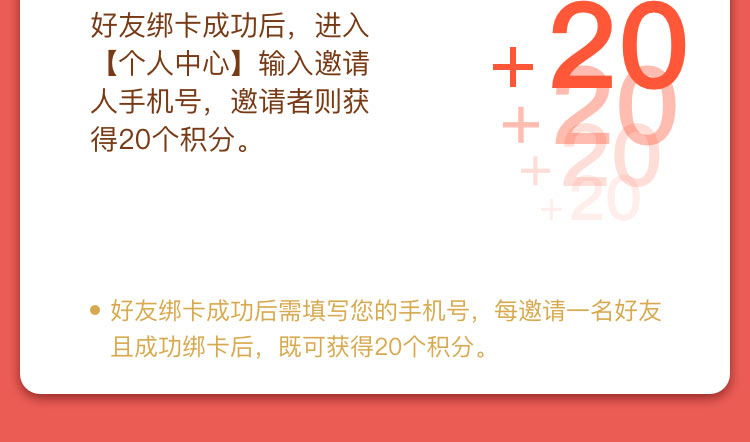 好友绑卡成功后，进入
【个人中心】输入邀请
人手机号，邀请者则获
得20个积分。
+20
+20
+20
+20
好友绑卡成功后需填写您的手机号，每邀请一名好友
且成功绑卡后，既可获得20个积分。